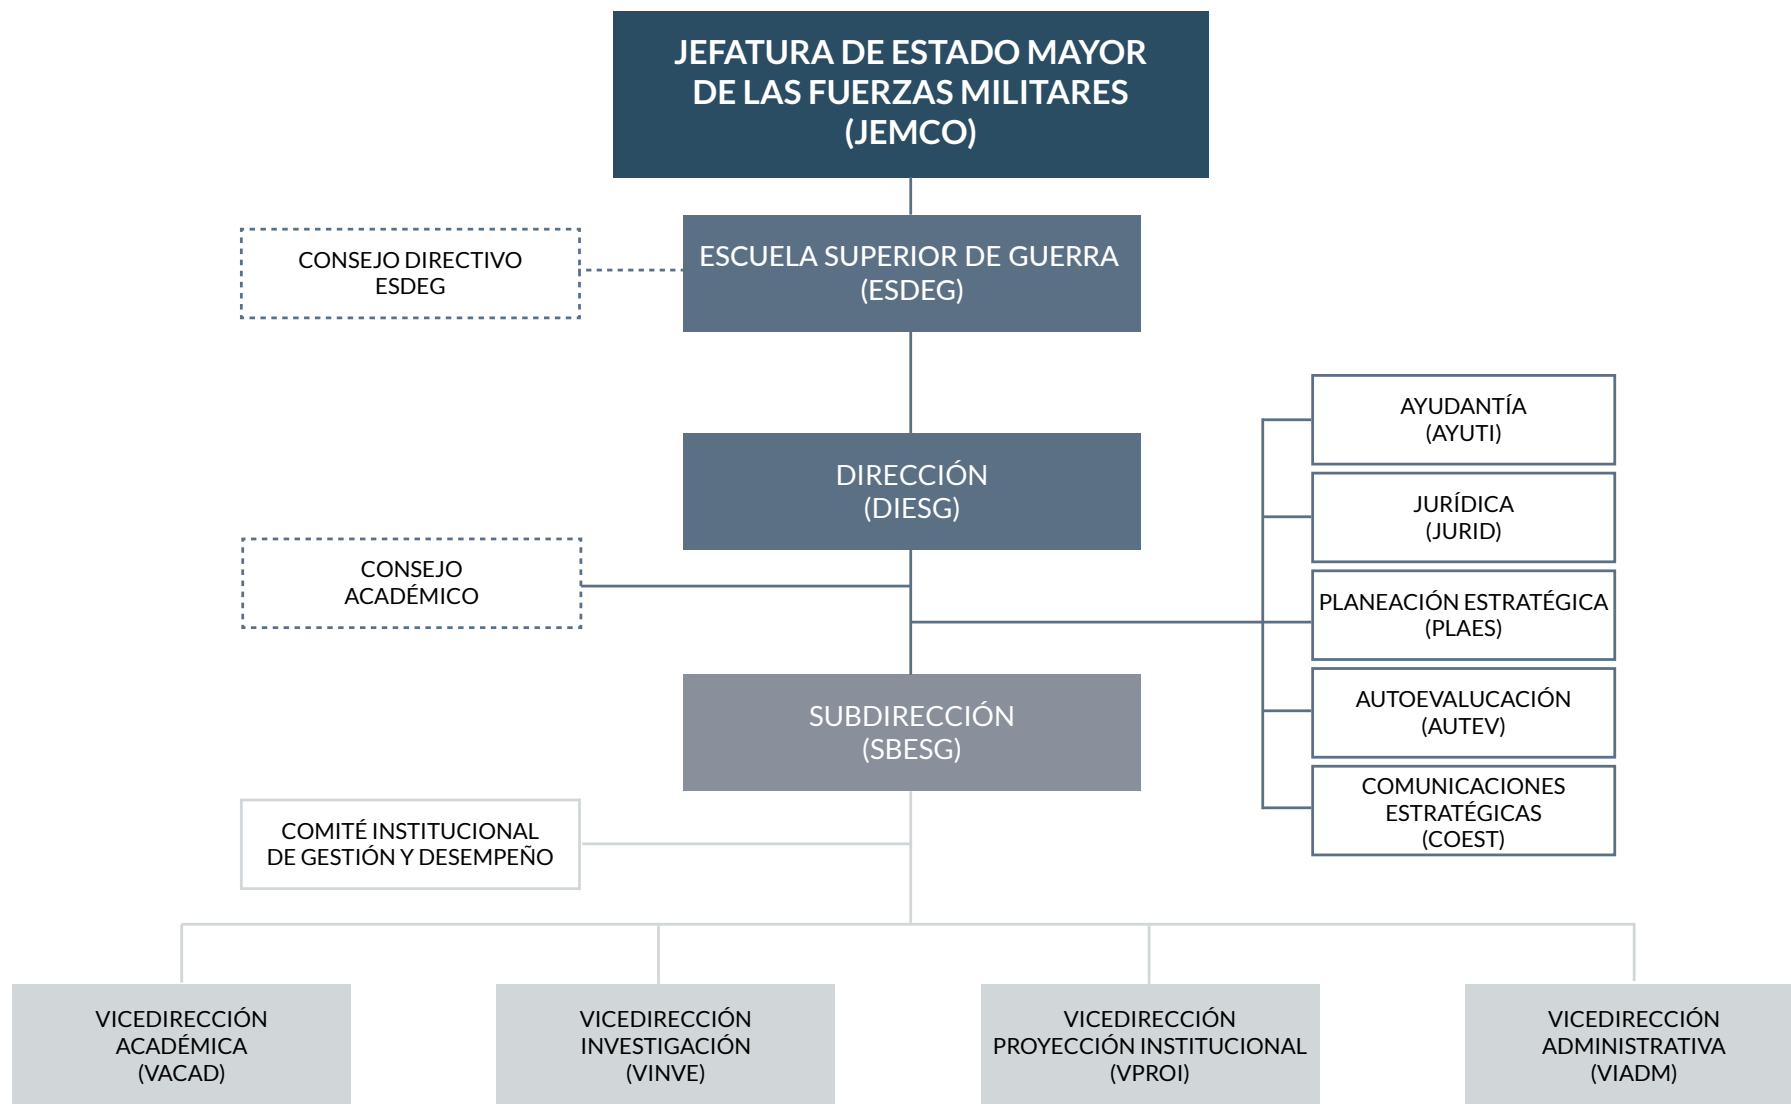 JEFATURA DE ESTADO MAYOR
DE LAS FUERZAS MILITARES
(JEMCO)
CONSEJO DIRECTIVO
ESDEG
ESCUELA SUPERIOR DE GUERRA
(ESDEG)
DIRECCIÓN
(DIESG)
CONSEJO
ACADÉMICO
AYUDANTÍA
(AYUTI)
JURÍDICA
(JURID)
PLANEACIÓN ESTRATÉGICA
(PLAES)
AUTOEVALUCACIÓN
(AUTEV)
COMUNICACIONES
ESTRATÉGICAS
(COEST)
SUBDIRECCIÓN
(SBESG)
COMITÉ INSTITUCIONAL
DE GESTIÓN Y DESEMPEÑO
VICEDIRECCIÓN
ACADÉMICA
(VACAD)
VICEDIRECCIÓN
INVESTIGACIÓN
(VINVE)
VICEDIRECCIÓN
PROYECCIÓN INSTITUCIONAL
(VPROI)
VICEDIRECCIÓN
ADMINISTRATIVA
(VIADM)